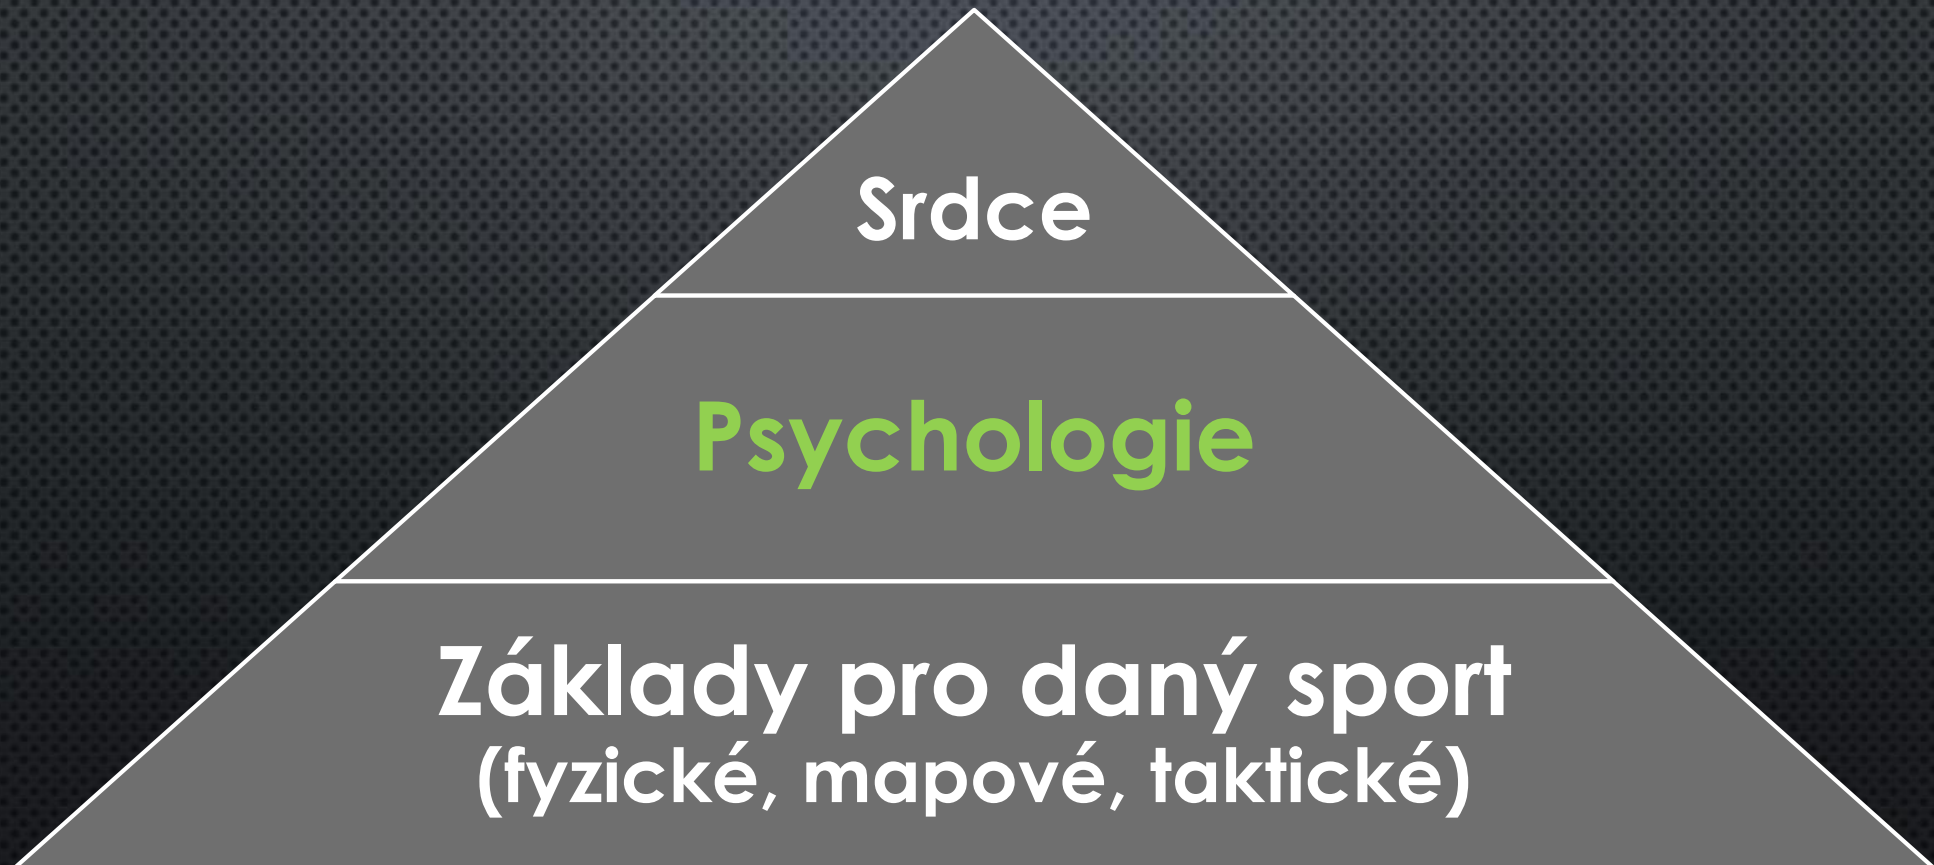 Srdce
Psychologie
Základy pro daný sport
(fyzické, mapové, taktické)